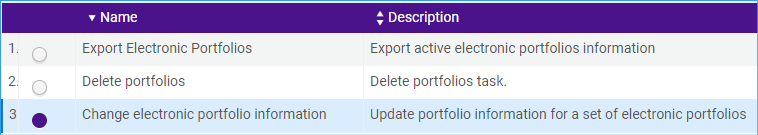 Name Description
1. Export Electronic Portfolios Export active electronic portfolios information
2. Delete portfolios Delete portfolios task.
3 Change electronic portfolio information Update portfolio information for a set of electronic portfolios